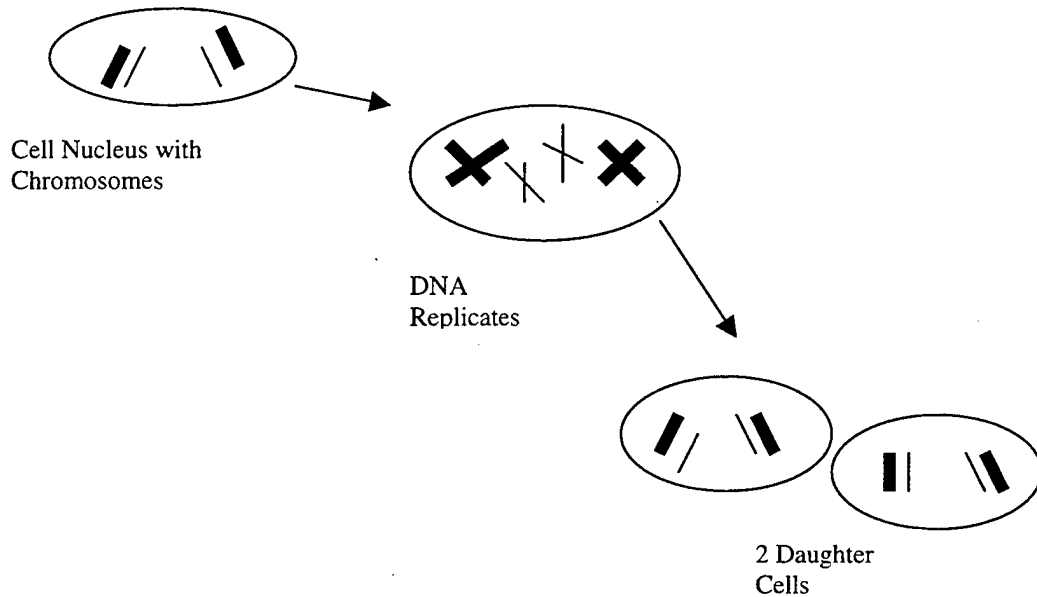 Cell Nucleus with
Chromosomes
DNA
Replicates
2 Daughter
Cells